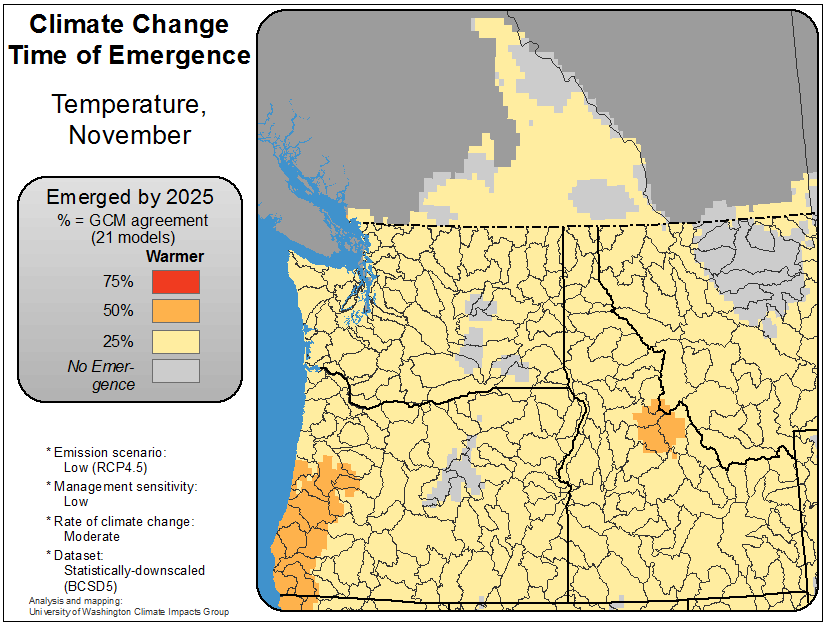 Climate Change
Time of Emergence
Temperature,
November
Emerged by 2025
% = GCM agreement
(21 models)
Warmer
75%
50%
25%
No Emer-
gence
* Emission scenario:
Low (RCP4.5)
* Management sensitivity:
Low
* Rate of climate change:
Moderate
* Dataset:
Statistically-downscaled
(BCSD5)
Analysis and mapping:
University of Washington Climate Impacts Group